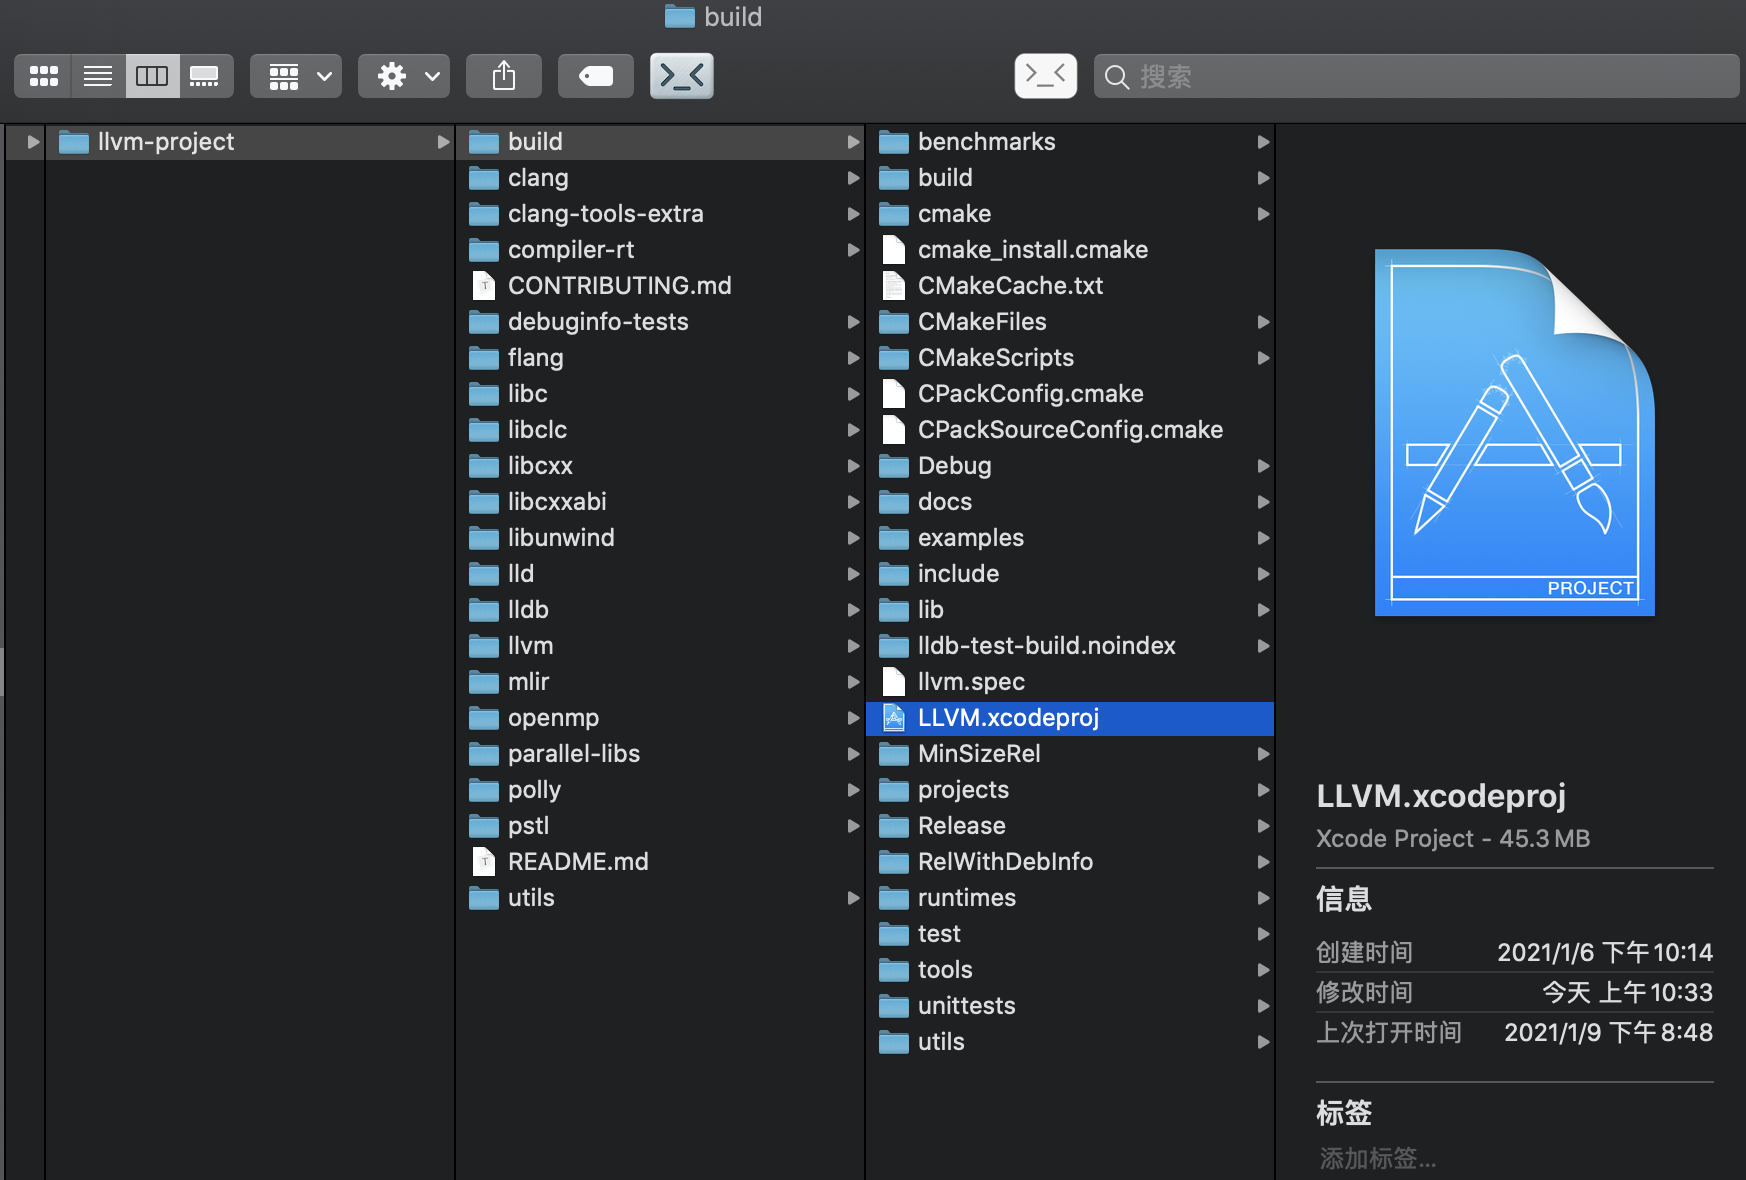 build
搜索
llvm-project
build
clang
clang-tools-extra
compiler-rt
CONTRIBUTING.md
debuginfo-tests
flang
libc
libclc
libcxx
libcxxabi
libunwind
lld
lldb
llvm
mlir
openmp
parallel-libs
polly
pstl
README.md
utils
benchmarks
build
cmake
cmake_install.cmake
CMakeCache.txt
CMakeFiles
CMakeScripts
CPackConfig.cmake
CPackSourceConfig.cmake
Debug
docs
examples
include
lib
lldb-test-build.noindex
llvm.spec
LLVM.xcodeproj
MinSizeRel
projects
Release
RelWithDebInfo
runtimes
test
tools
unittests
utils
PROJECT
LLVM.xcodeproj
Xcode Project - 45.3 MB
信息
创建时间 2021/1/6 下午10:14
修改时间 今天 上午10:33
上次打开时间 2021/1/9 下午8:48
标签
添加标签...